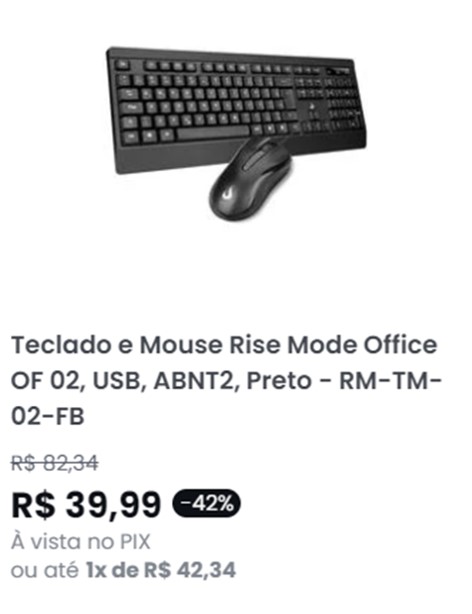 Teclado e Mouse Rise Mode Office
OF 02, USB, ABNT2, Preto - RM-TM-
02-FB
R$ 82,34
R$ 39,99 -42%
À vista no PIX
ou até 1x de R$ 42,34